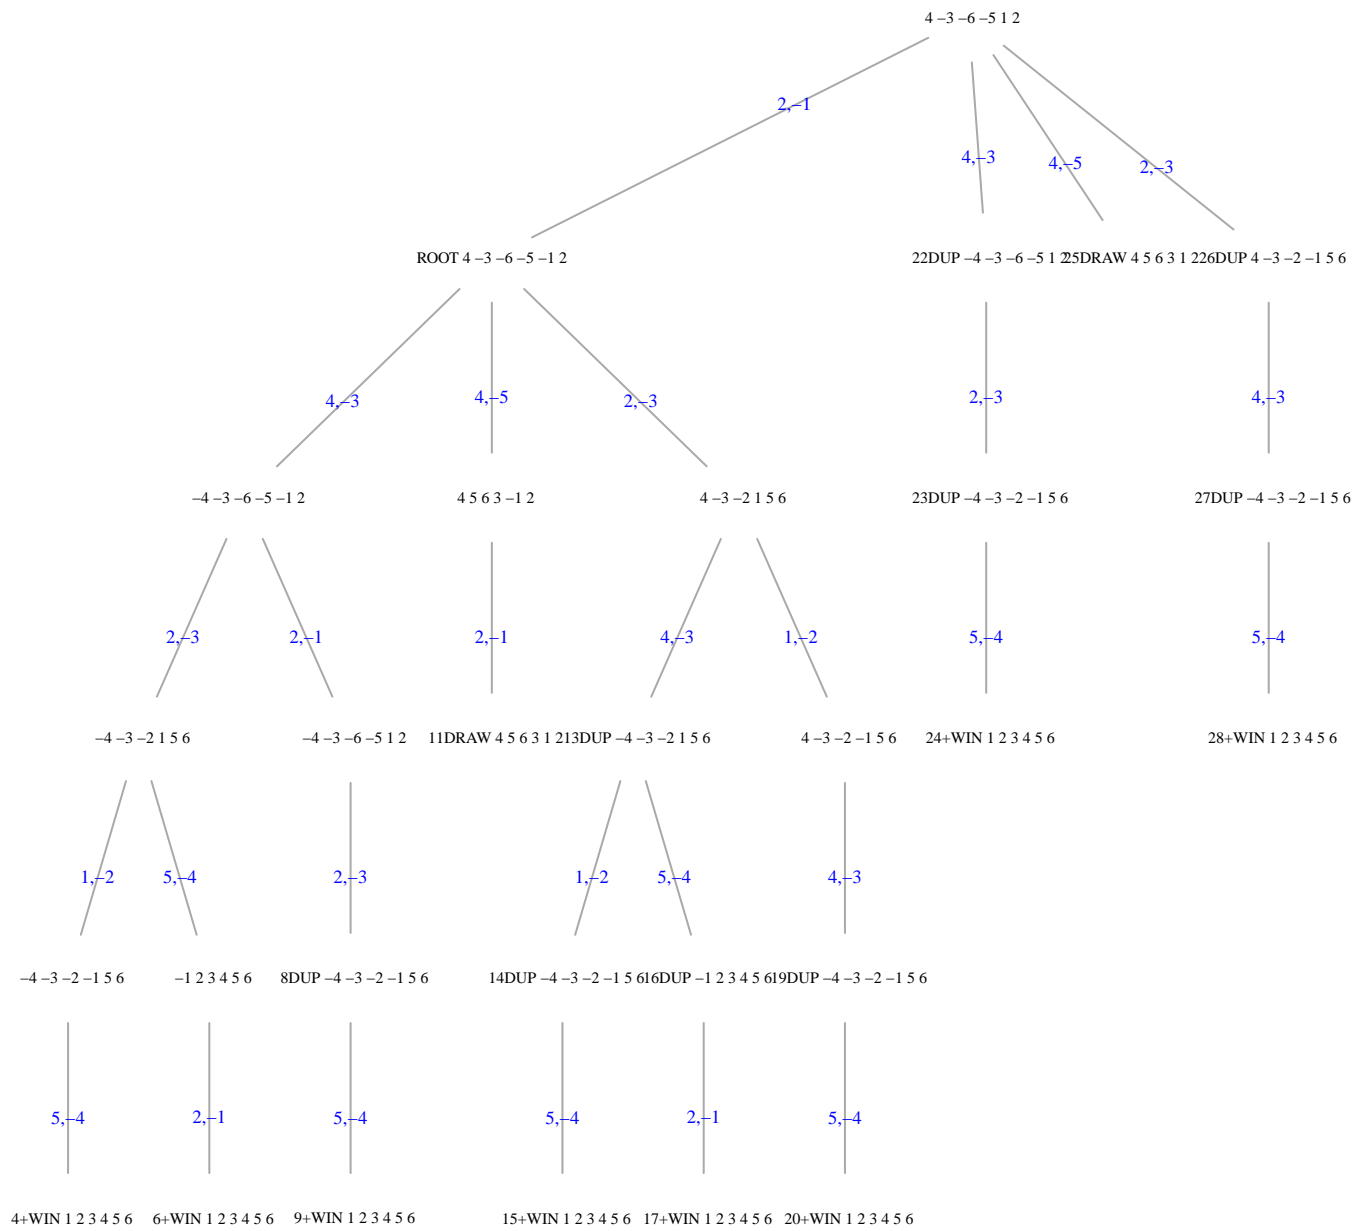 4 –3 –6 –5 1 2
2,–1
4,–3
4,–5
2,–3
ROOT 4 –3 –6 –5 –1 2
22DUP –4 –3 –6 –5 1 2
25DRAW 4 5 6 3 1 2
26DUP 4 –3 –2 –1 5 6
4,–3
4,–5
2,–3
2,–3
4,–3
–4 –3 –6 –5 –1 2
4 5 6 3 –1 2
4 –3 –2 1 5 6
23DUP –4 –3 –2 –1 5 6
27DUP –4 –3 –2 –1 5 6
2,–3
2,–1
2,–1
4,–3
1,–2
5,–4
5,–4
–4 –3 –2 1 5 6
–4 –3 –6 –5 1 2
11DRAW 4 5 6 3 1 2
13DUP –4 –3 –2 1 5 6
4 –3 –2 –1 5 6
24+WIN 1 2 3 4 5 6
28+WIN 1 2 3 4 5 6
1,–2
5,–4
2,–3
1,–2
5,–4
4,–3
–4 –3 –2 –1 5 6
–1 2 3 4 5 6
8DUP –4 –3 –2 –1 5 6
14DUP –4 –3 –2 –1 5 6
16DUP –1 2 3 4 5 6
19DUP –4 –3 –2 –1 5 6
5,–4
2,–1
5,–4
5,–4
2,–1
5,–4
4+WIN 1 2 3 4 5 6
6+WIN 1 2 3 4 5 6
9+WIN 1 2 3 4 5 6
15+WIN 1 2 3 4 5 6
17+WIN 1 2 3 4 5 6
20+WIN 1 2 3 4 5 6